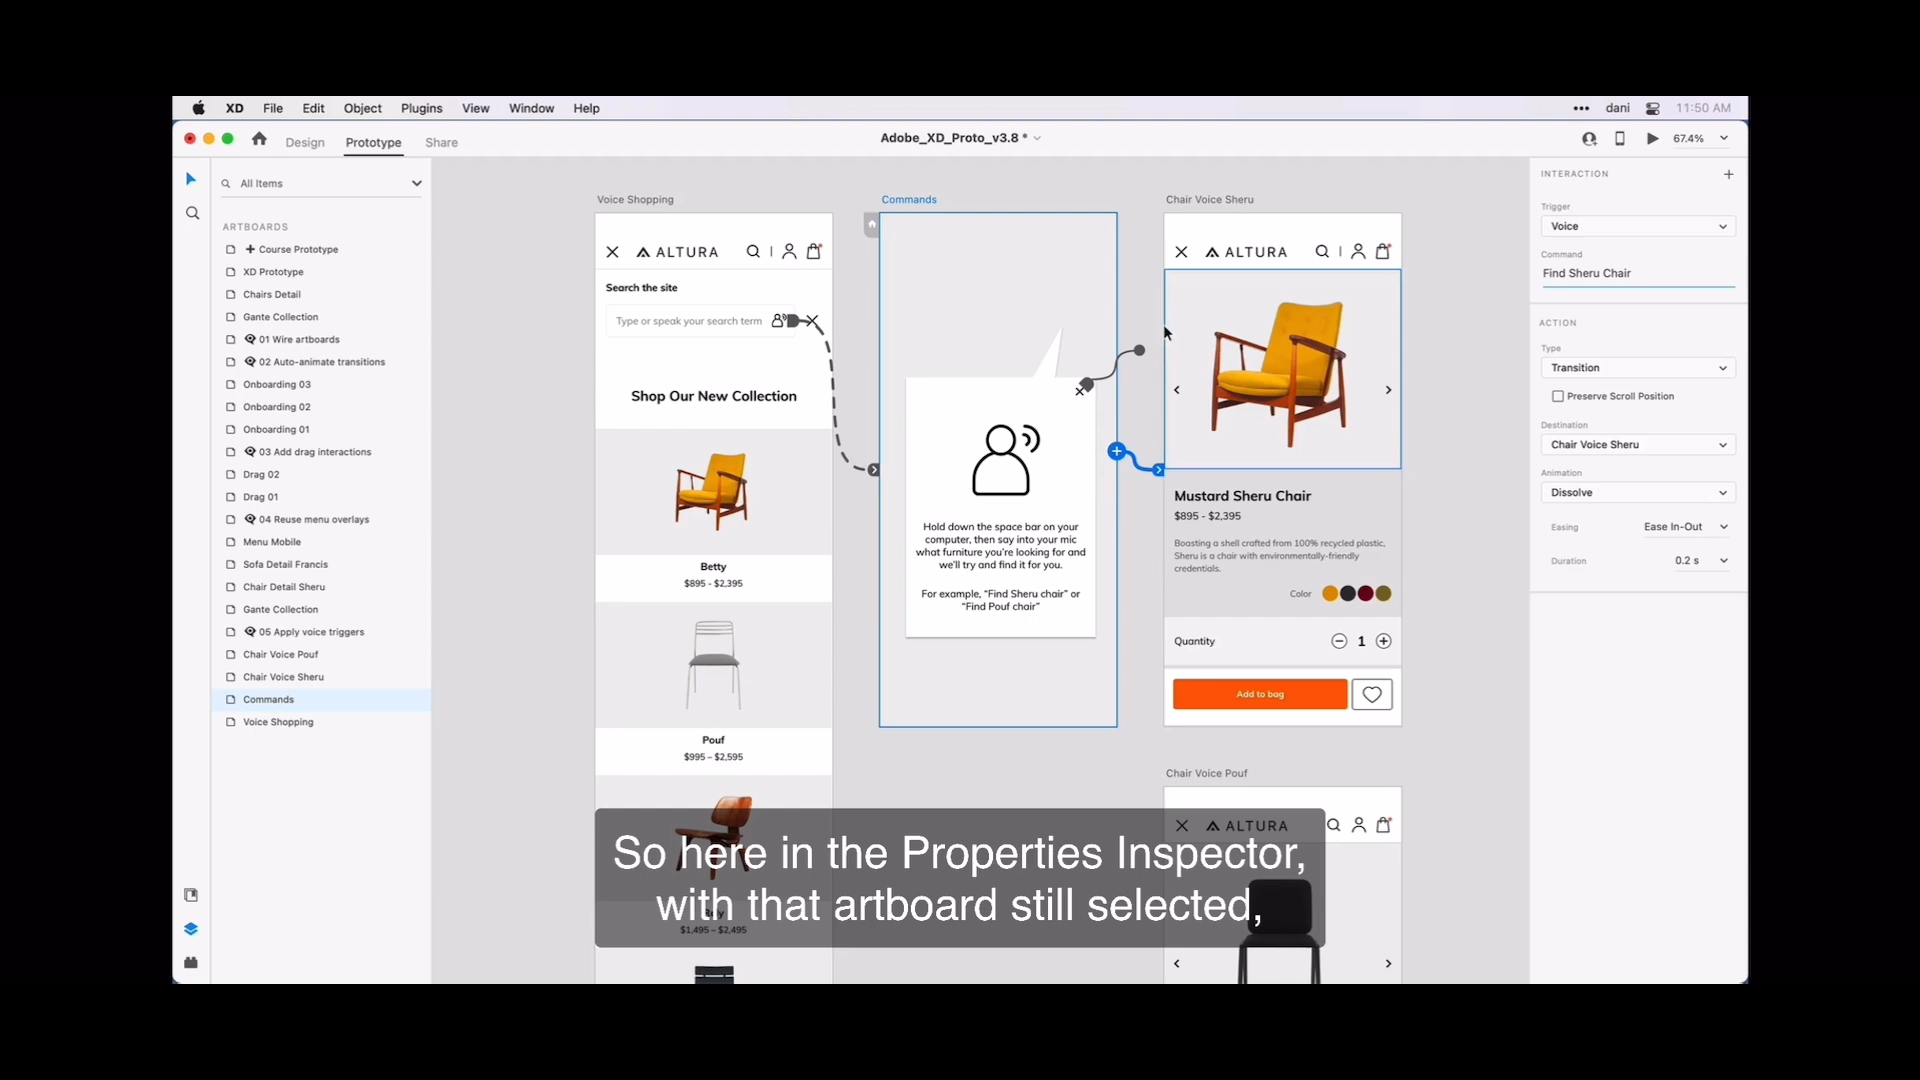 XD File Edit Object Plugins View Window Help
dani 11:50 AM
Design Prototype Share
Adobe_XD_Proto_v3.8 *
67.4%
All Items
ARTBOARDS
Course Prototype
XD Prototype
Chairs Detail
Gante Collection
01 Wire artboards
02 Auto-animate transitions
Onboarding 03
Onboarding 02
Onboarding 01
03 Add drag interactions
Drag 02
Drag 01
04 Reuse menu overlays
Menu Mobile
Sofa Detail Francis
Chair Detail Sheru
Gante Collection
05 Apply voice triggers
Chair Voice Pouf
Chair Voice Sheru
Commands
Voice Shopping
Voice Shopping
ALTURA
Search the site
Type or speak your search term
Shop Our New Collection
Betty
$895 - $2,395
Pouf
$995 – $2,595
$1,495 – $2,495
Commands
Hold down the space bar on your
computer, then say into your mic
what furniture you're looking for and
we'll try and find it for you.
For example, "Find Sheru chair" or
"Find Pouf chair"
Chair Voice Sheru
ALTURA
Mustard Sheru Chair
$895 - $2,395
Boasting a shell crafted from 100% recycled plastic,
Sheru is a chair with environmentally-friendly
credentials.
Color
Quantity 1
Add to bag
Chair Voice Pouf
ALTURA
INTERACTION
Trigger
Voice
Command
Find Sheru Chair
ACTION
Type
Transition
Preserve Scroll Position
Destination
Chair Voice Sheru
Animation
Dissolve
Easing Ease In-Out
Duration 0.2 s
So here in the Properties Inspector,
with that artboard still selected,